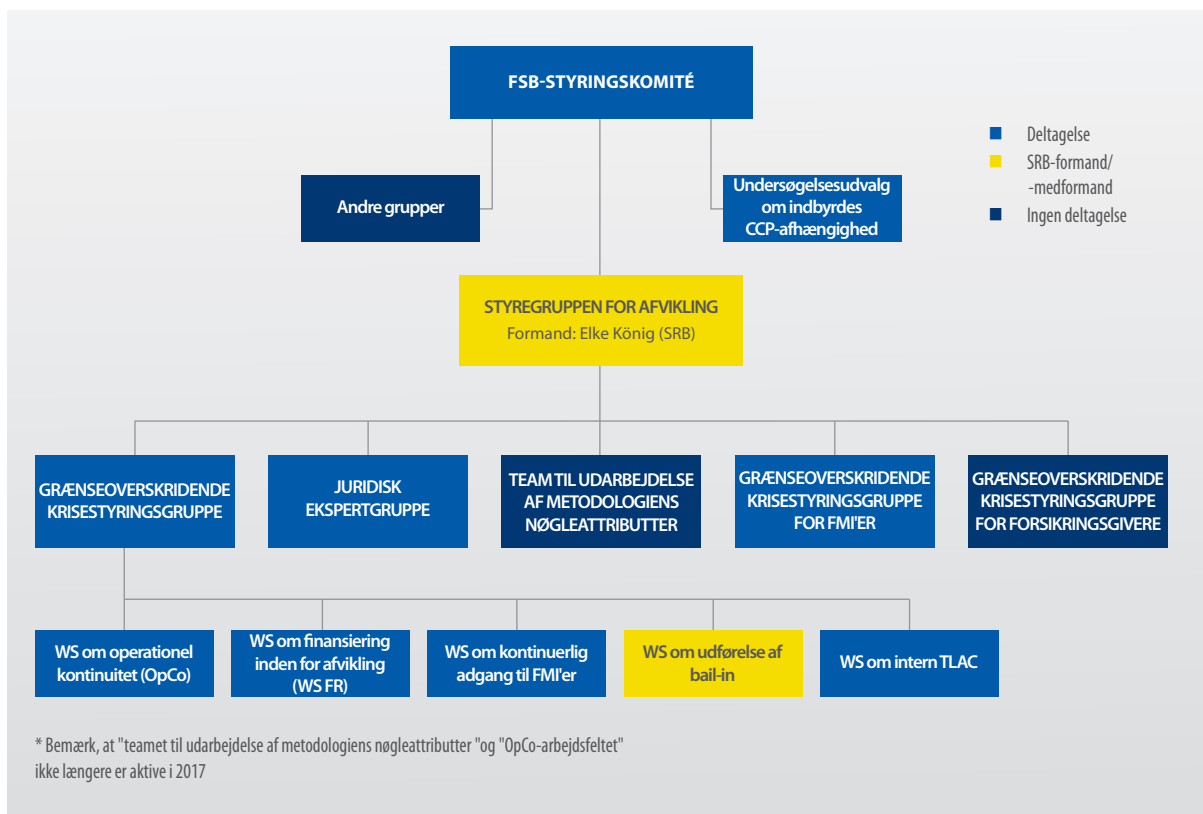 FSB-STYRINGSKOMITÉ
Deltagelse
SRB-formand/
-medformand
Ingen deltagelse
Andre grupper
Undersøgelsesudvalg
om indbyrdes
CCP-afhængighed
STYREGRUPPEN FOR AFVIKLING
Formand: Elke König (SRB)
GRÆNSEOVERSKRIDENDE
KRISESTYRINGSGRUPPE
JURIDISK
EKSPERTGRUPPE
TEAM TIL UDARBEJDELSE
AF METODOLOGIENS
NØGLEATTRIBUTTER
GRÆNSEOVERSKRIDENDE
KRISESTYRINGSGRUPPE
FOR FMI'ER
GRÆNSEOVERSKRIDENDE
KRISESTYRINGSGRUPPE
FOR FORSIKRINGSGIVERE
WS om operationel
kontinuitet (OpCo)
WS om finansiering
inden for afvikling
(WS FR)
WS om kontinuerlig
adgang til FMI'er
WS om udførelse af
bail-in
WS om intern TLAC
* Bemærk, at "teamet til udarbejdelse af metodologiens nøgleattributter "og "OpCo-arbejdsfeltet"
ikke længere er aktive i 2017